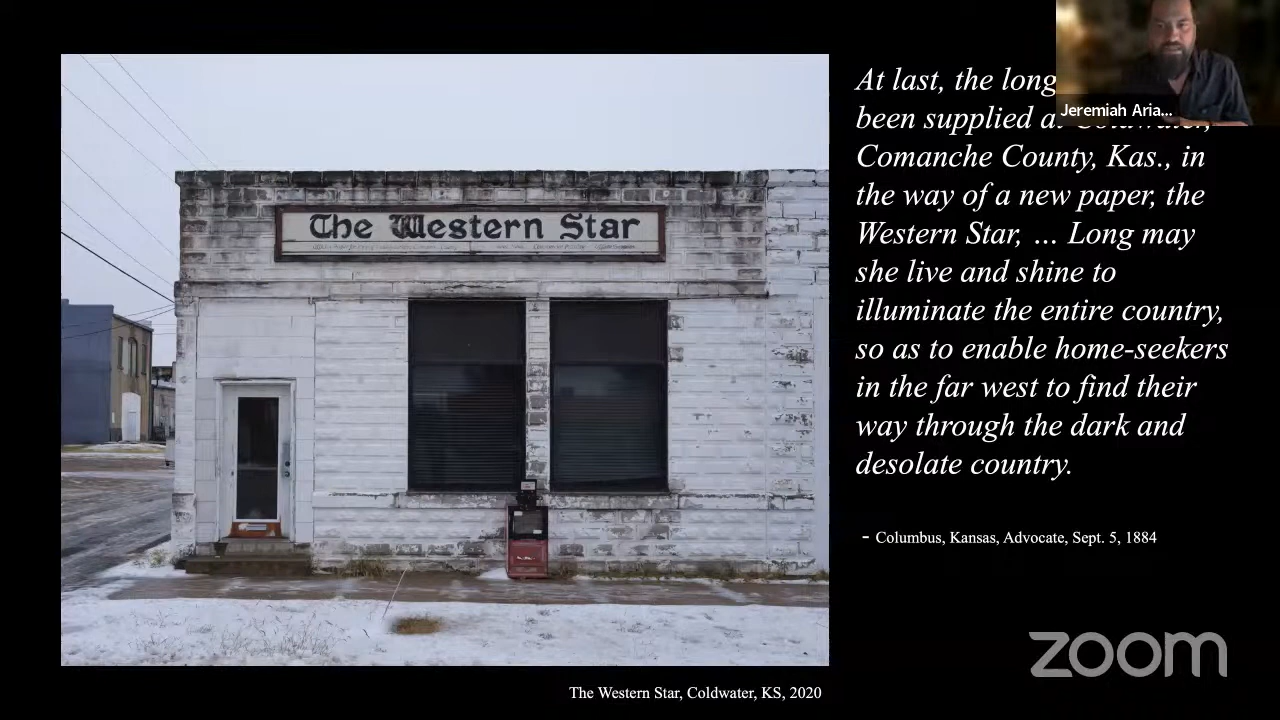 At last, the long
been supplied at Coldwater,
Comanche County, Kas., in
the way of a new paper, the
Western Star, ... Long may
she live and shine to
illuminate the entire country,
so as to enable home-seekers
in the far west to find their
way through the dark and
desolate country.
- Columbus, Kansas, Advocate, Sept. 5, 1884
Jeremiah Aria...
The Western Star
The Western Star, Coldwater, KS, 2020
zoom